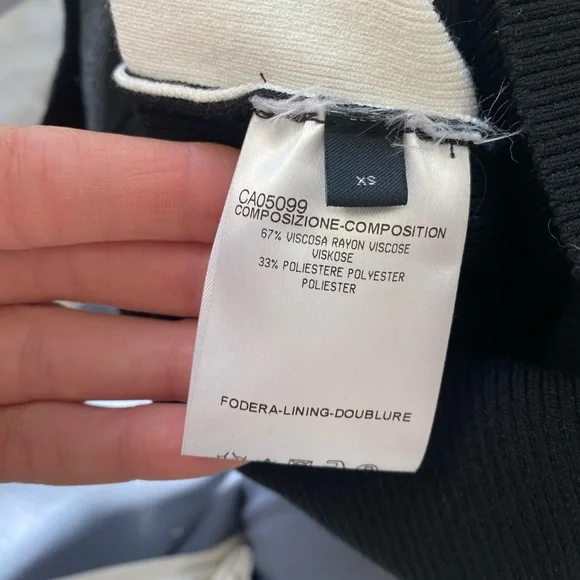 XS
CA05099
COMPOSIZIONE-COMPOSITION
67% VISCOSA RAYON VISCOSE
VISKOSE
33% POLIESTERE POLYESTER
POLIESTER
FODERA-LINING-DOUBLURE